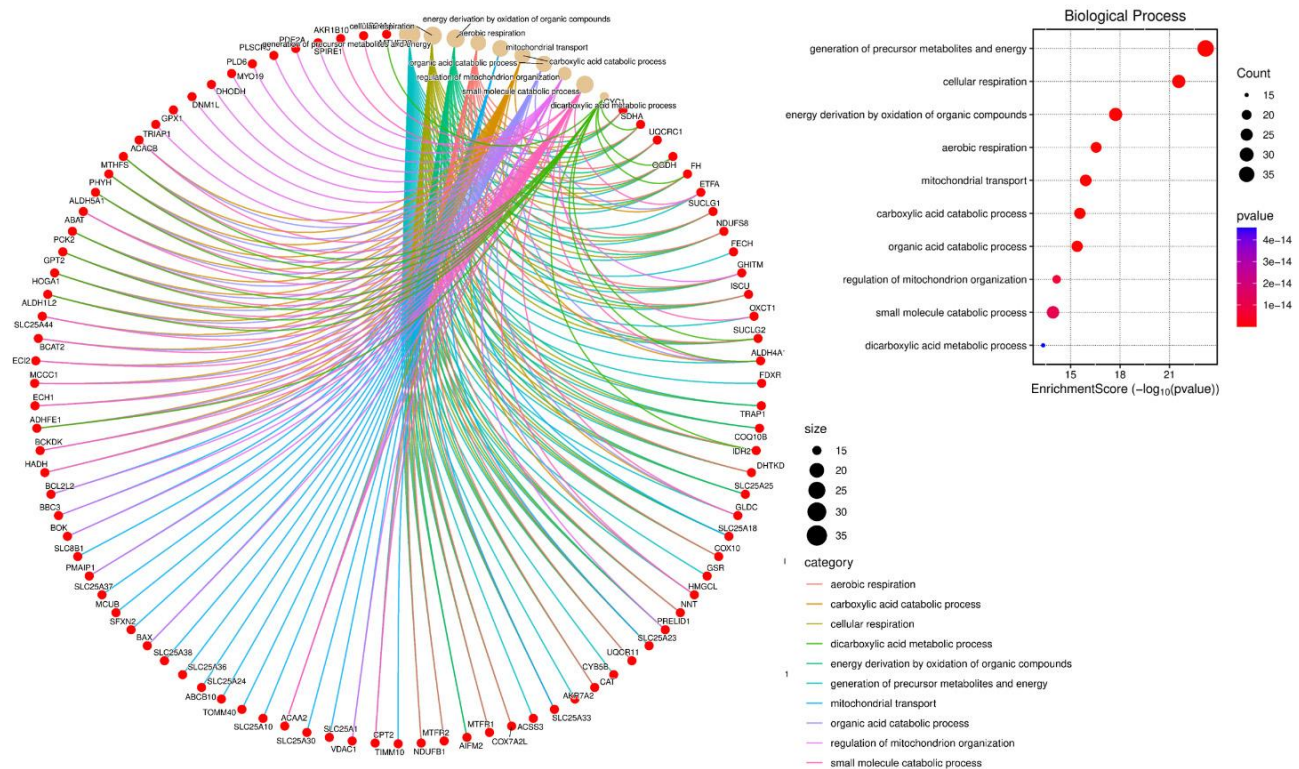 energy derivation by oxidation of organic compounds
cellular respiration
aerobic respiration
generation of precursor metabolites and energy
mitochondrial transport
organic acid catabolic process
carboxylic acid catabolic process
regulation of mitochondrion organization
small molecule catabolic process
dicarboxylic acid metabolic process
AKR1B10
SPIRE1
PDE2A
PLD6
MYO19
DHODH
DNM1L
GPX1
TRIAP1
ACACB
MTHFS
PHYH
ALDH5A1
ABAT
PCK2
GPT2
HOGA1
ALDH1L2
SLC25A44
BCAT2
ECI2
MCCC1
ECH1
ADHFE1
BCKDK
HADH
BCL2L2
BBC3
BOK
SLC8B1
PMAIP1
SLC25A37
MCUB
SFXN2
BAX
SLC25A38
SLC25A36
SLC25A24
ABCB10
TOMM40
SLC25A10
ACAA2
SLC25A30
SLC25A1
VDAC1
CPT2
TIMM10
MTFR2
NDUFB1
MTFR1
AIFM2
COX7A2L
ACSS3
SLC25A33
AKR7A2
CAT
CYB5B
UQCR11
SLC25A23
PRELID1
NNT
HMGCL
GSR
COX10
SLC25A18
GLDC
SLC25A25
DHTKD
COQ10B
TRAP1
FDXR
ALDH4A
SUCLG2
OXCT1
ISCU
GHITM
FECH
NDUFS8
SUCLG1
ETFA
FH
OGDH
UQCRC1
SDHA
CYC1
Biological Process
generation of precursor metabolites and energy
cellular respiration
energy derivation by oxidation of organic compounds
aerobic respiration
mitochondrial transport
carboxylic acid catabolic process
organic acid catabolic process
regulation of mitochondrion organization
small molecule catabolic process
dicarboxylic acid metabolic process
15 18 21
EnrichmentScore (−log10(pvalue))
Count
15
20
25
30
35
pvalue
4e−14
3e−14
2e−14
1e−14
size
15
20
25
30
35
category
aerobic respiration
carboxylic acid catabolic process
cellular respiration
dicarboxylic acid metabolic process
energy derivation by oxidation of organic compounds
generation of precursor metabolites and energy
mitochondrial transport
organic acid catabolic process
regulation of mitochondrion organization
small molecule catabolic process